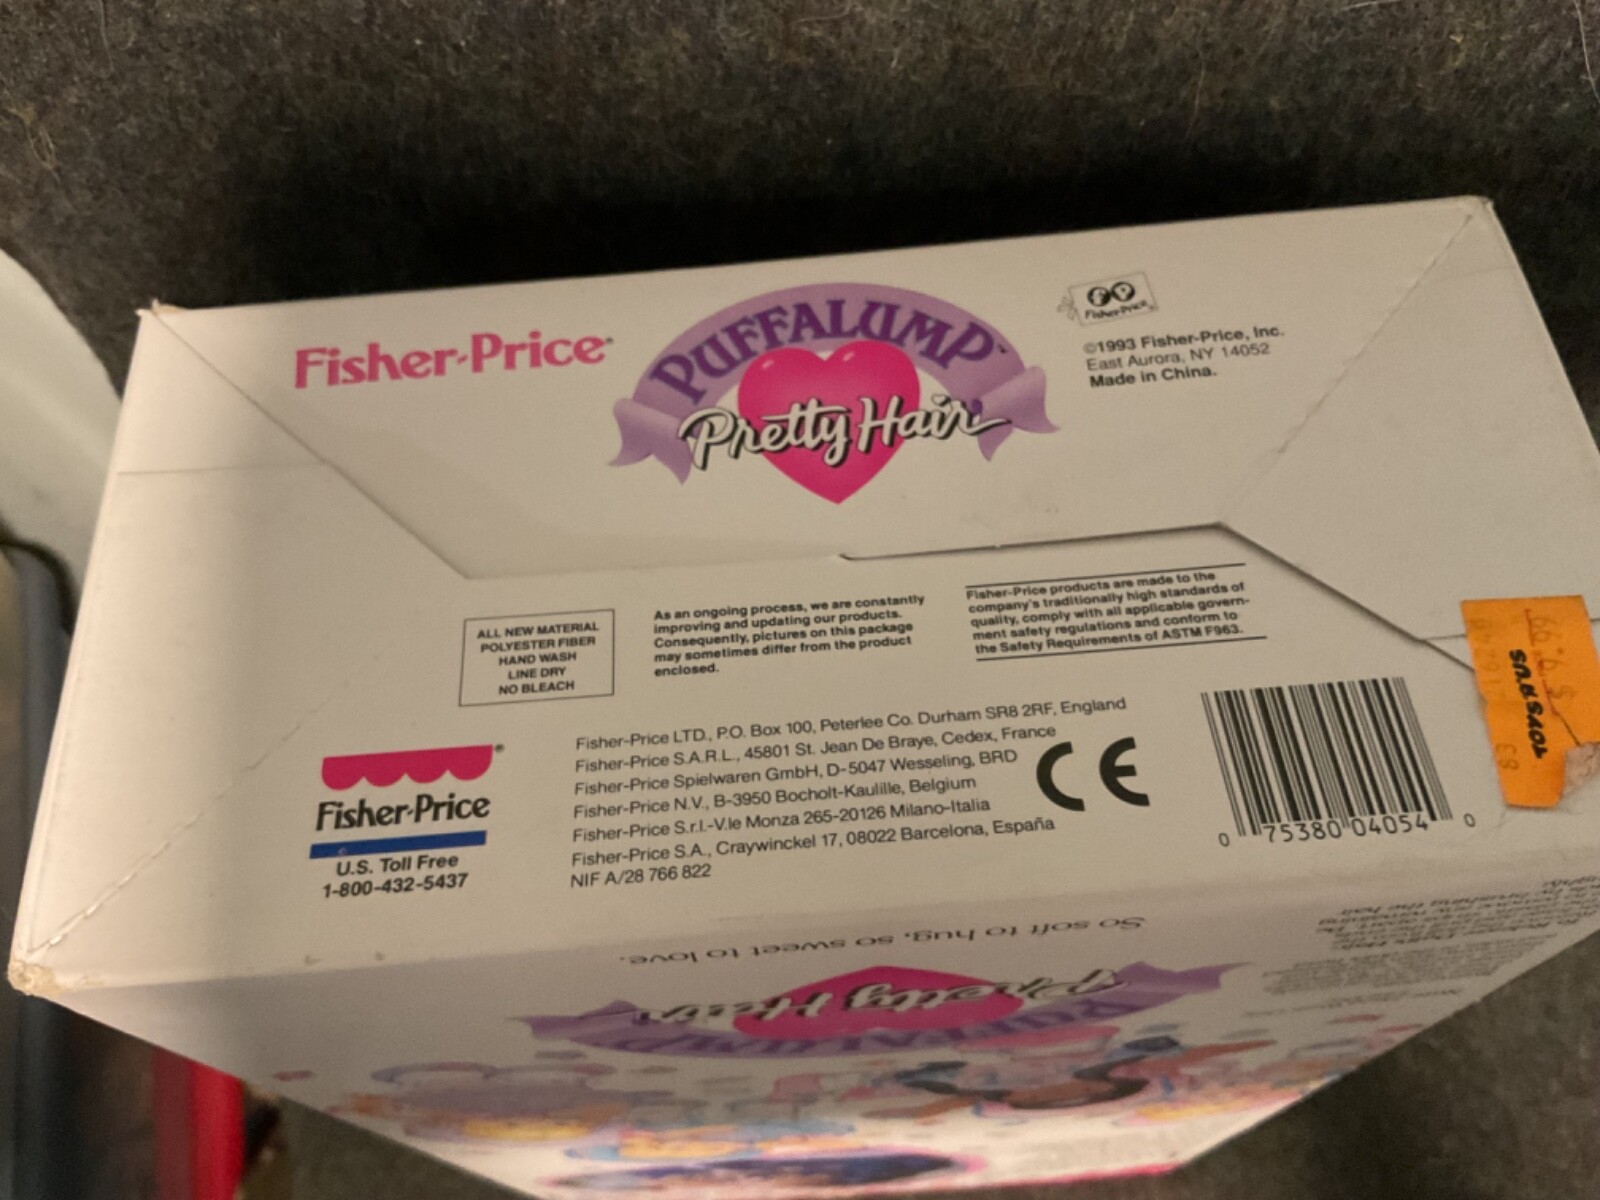 Fisher-Price
PUFFALUMP™
Pretty Hair
Fisher-Price
©1993 Fisher-Price, Inc.
East Aurora, NY 14052
Made in China.
ALL NEW MATERIAL
POLYESTER FIBER
HAND WASH
LINE DRY
NO BLEACH
As an ongoing process, we are constantly
improving and updating our products.
Consequently, pictures on this package
may sometimes differ from the product
enclosed.
Fisher-Price products are made to the
company's traditionally high standards of
quality, comply with all applicable govern-
ment safety regulations and conform to
the Safety Requirements of ASTM F963.
Fisher-Price®
U.S. Toll Free
1-800-432-5437
Fisher-Price LTD., P.O. Box 100, Peterlee Co. Durham SR8 2RF, England
Fisher-Price S.A.R.L., 45801 St. Jean De Braye, Cedex, France
Fisher-Price Spielwaren GmbH, D-5047 Wesseling, BRD
Fisher-Price N.V., B-3950 Bocholt-Kaulille, Belgium
Fisher-Price S.r.l.-V.le Monza 265-20126 Milano-Italia
Fisher-Price S.A., Craywinckel 17, 08022 Barcelona, España
NIF A/28 766 822
CE
0 75380 04054 0
TOYS R US
So soft to hug, so sweet to love.
PUFFALUMP
Pretty Hair